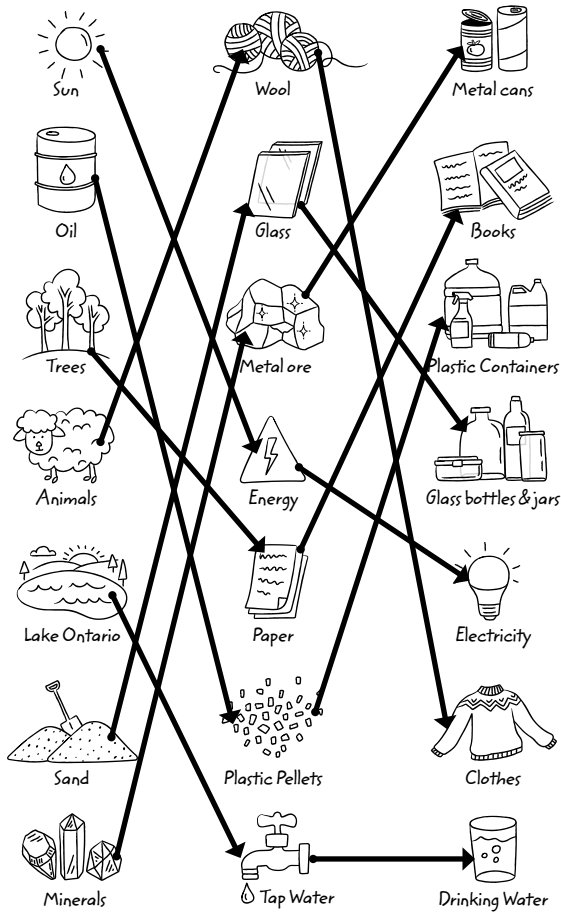 Sun
Wool
Metal cans
Oil
Glass
Books
Trees
Metal ore
Plastic Containers
Animals
Energy
Glass bottles & jars
Lake Ontario
Paper
Electricity
Sand
Plastic Pellets
Clothes
Minerals
Tap Water
Drinking Water